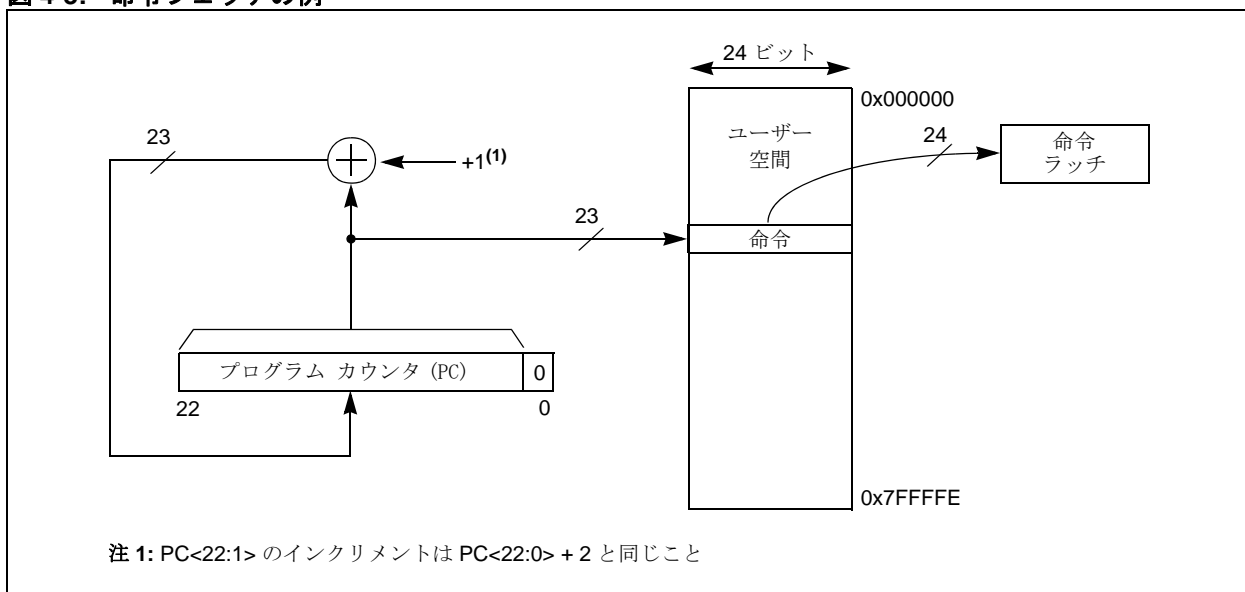 24 ビット
0x000000
ユーザー
空間
24
命令
ラッチ
23
+1(1)
23
命令
プログラム カウンタ (PC)
0
22
0
0x7FFFFE
注 1: PC<22:1> のインクリメントは PC<22:0> + 2 と同じこと